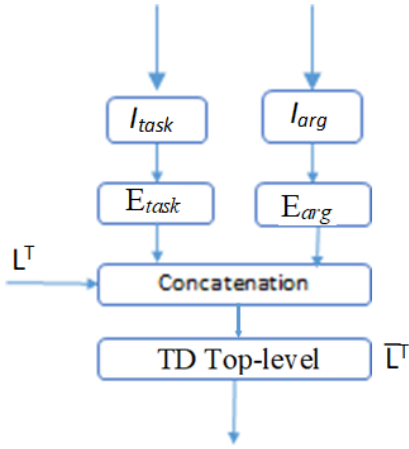 I_task
I_arg
E_task
E_arg
L^T
Concatenation
TD Top-level
L̅^T